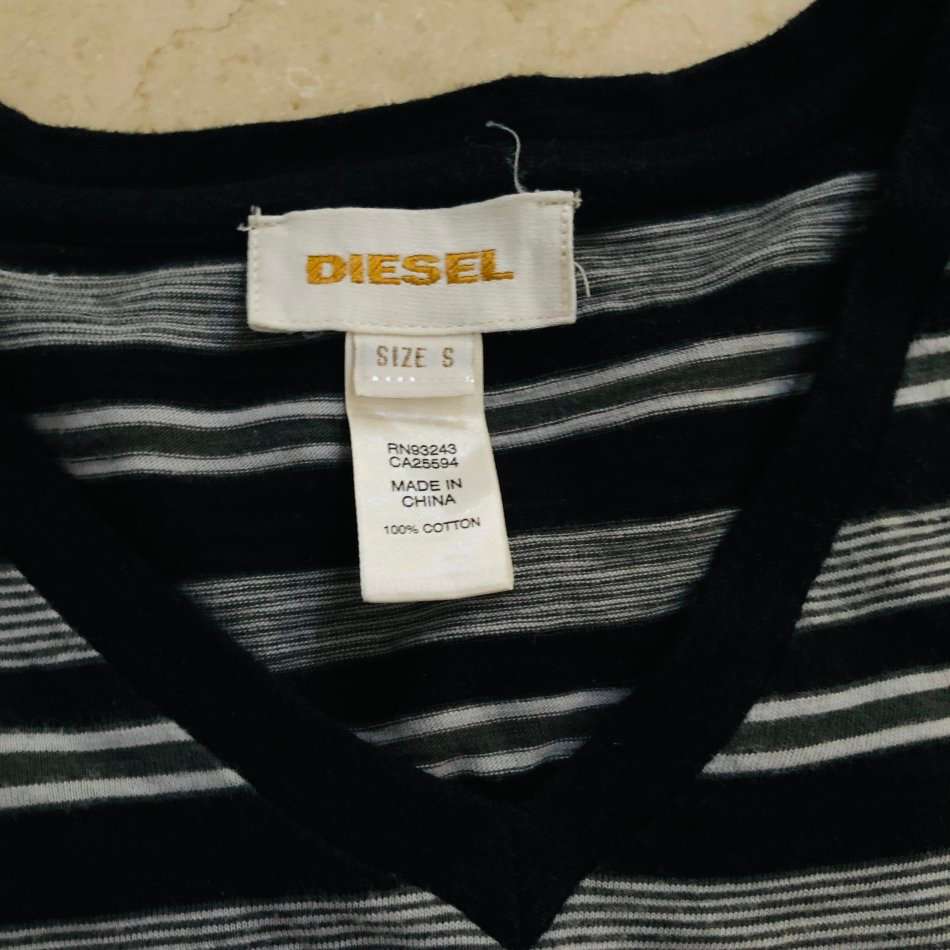 DIESEL
SIZE S
RN93243
CA25594
MADE IN
CHINA
100% COTTON